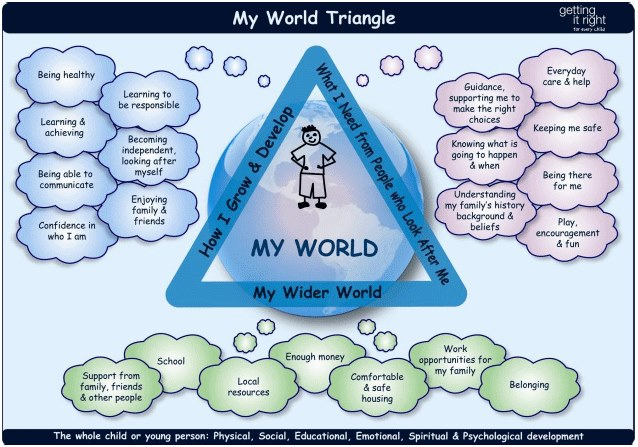 My World Triangle
getting
it right
for every child
Being healthy
Learning to
be responsible
Learning &
achieving
Becoming
independent,
looking after
myself
Being able to
communicate
Enjoying
family &
friends
Confidence in
who I am
How I Grow & Develop
What I Need from People who Look After Me
MY WORLD
My Wider World
Everyday
care & help
Guidance,
supporting me to
make the right
choices
Keeping me safe
Knowing what is
going to happen
& when
Being there
for me
Understanding
my family's history
background &
beliefs
Play,
encouragement
& fun
Support from
family, friends
& other people
School
Local
resources
Enough money
Comfortable
& safe
housing
Work
opportunities for
my family
Belonging
The whole child or young person: Physical, Social, Educational, Emotional, Spiritual & Psychological development